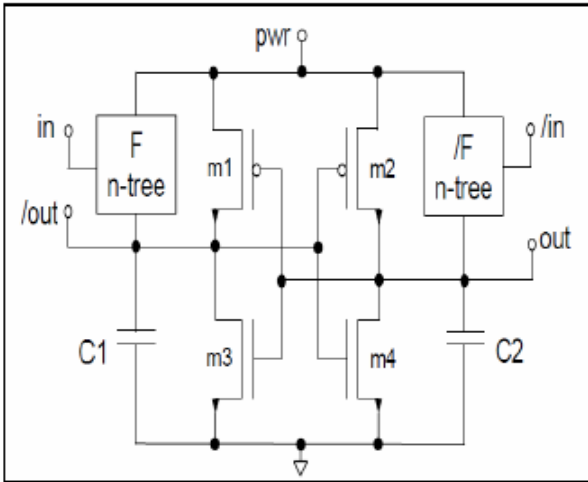 pwr
in
F
n-tree
/out
m1
m2
/F
n-tree
/in
out
C1
m3
m4
C2